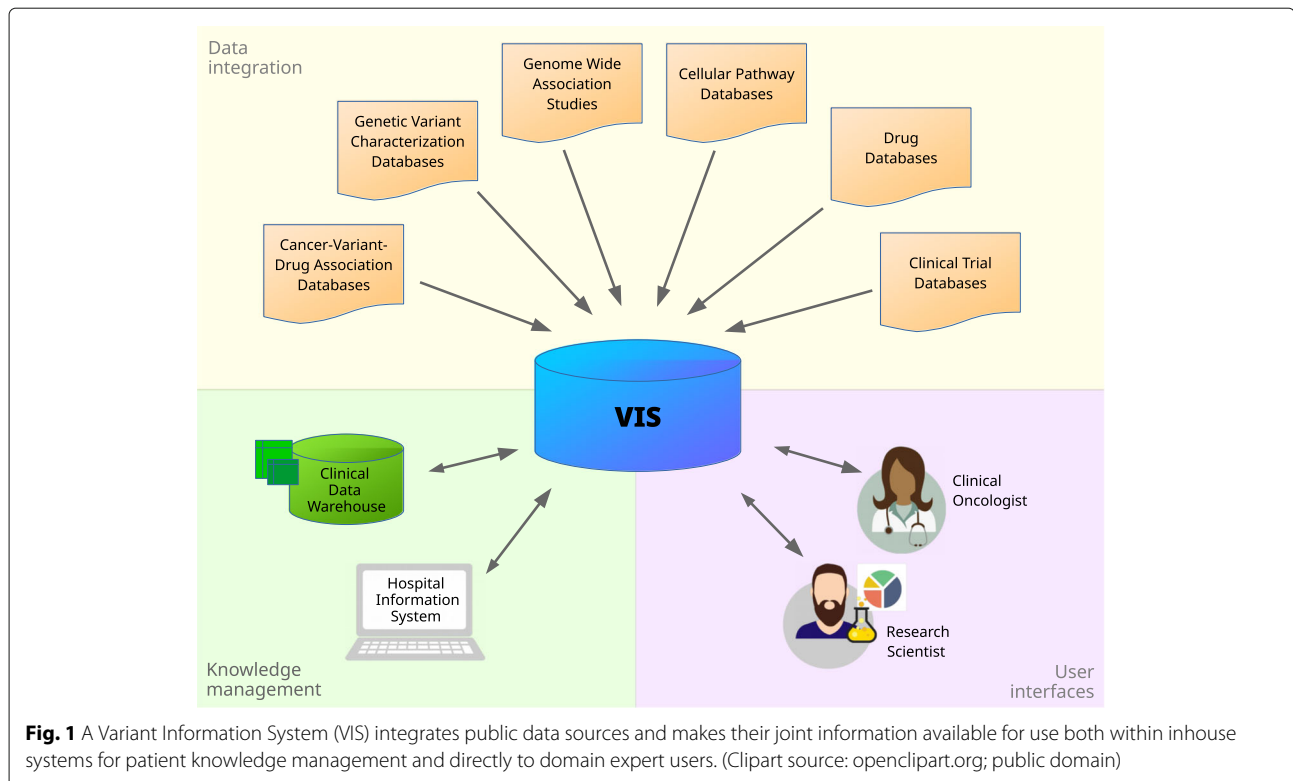 Data
integration
Genome Wide
Association
Studies
Cellular Pathway
Databases
Genetic Variant
Characterization
Databases
Drug
Databases
Cancer-Variant-
Drug Association
Databases
Clinical Trial
Databases
VIS
Clinical
Data
Warehouse
Clinical
Oncologist
Hospital
Information
System
Research
Scientist
Knowledge
management
User
interfaces
Fig. 1 A Variant Information System (VIS) integrates public data sources and makes their joint information available for use both within inhouse
systems for patient knowledge management and directly to domain expert users. (Clipart source: openclipart.org; public domain)